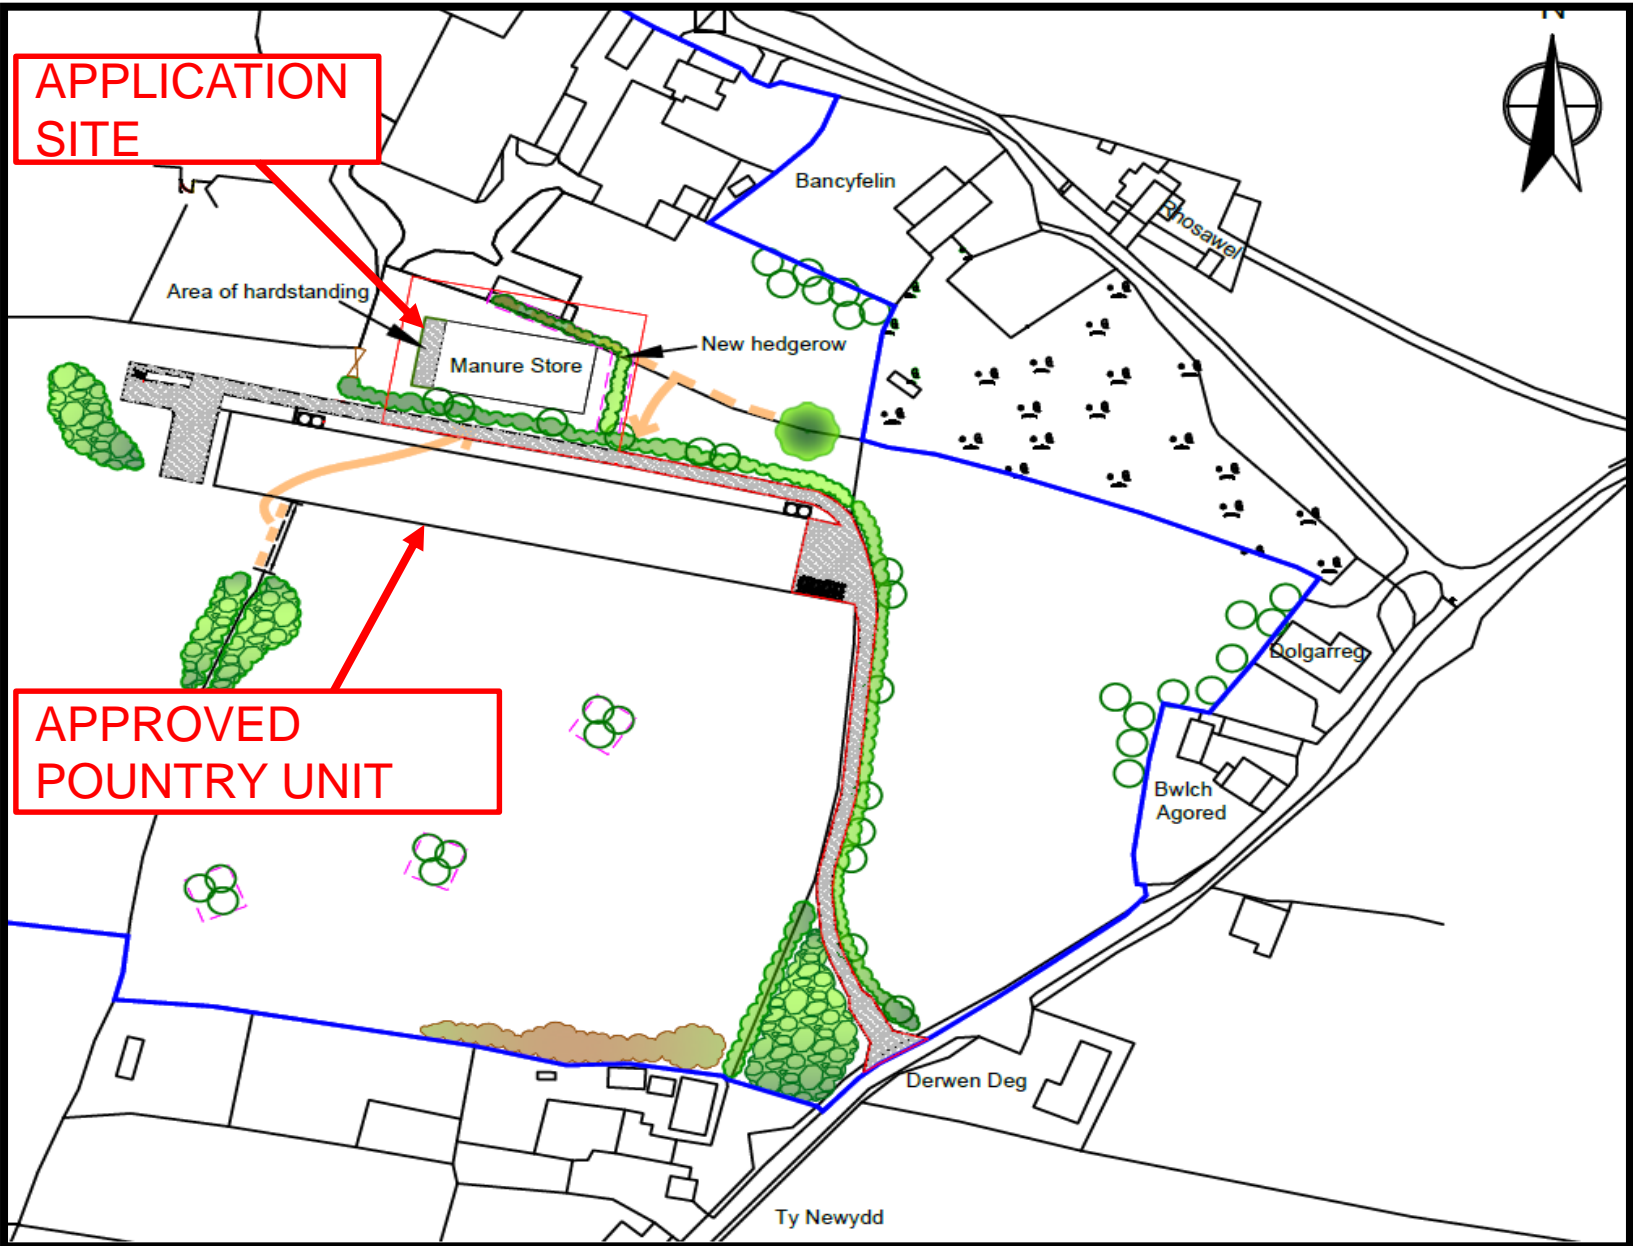 N
APPLICATION
SITE
Bancyfelin
Rhosawel
Area of hardstanding
New hedgerow
Manure Store
Dolgarreg
APPROVED
POUNTRY UNIT
Bwlch
Agored
Derwen Deg
Ty Newydd